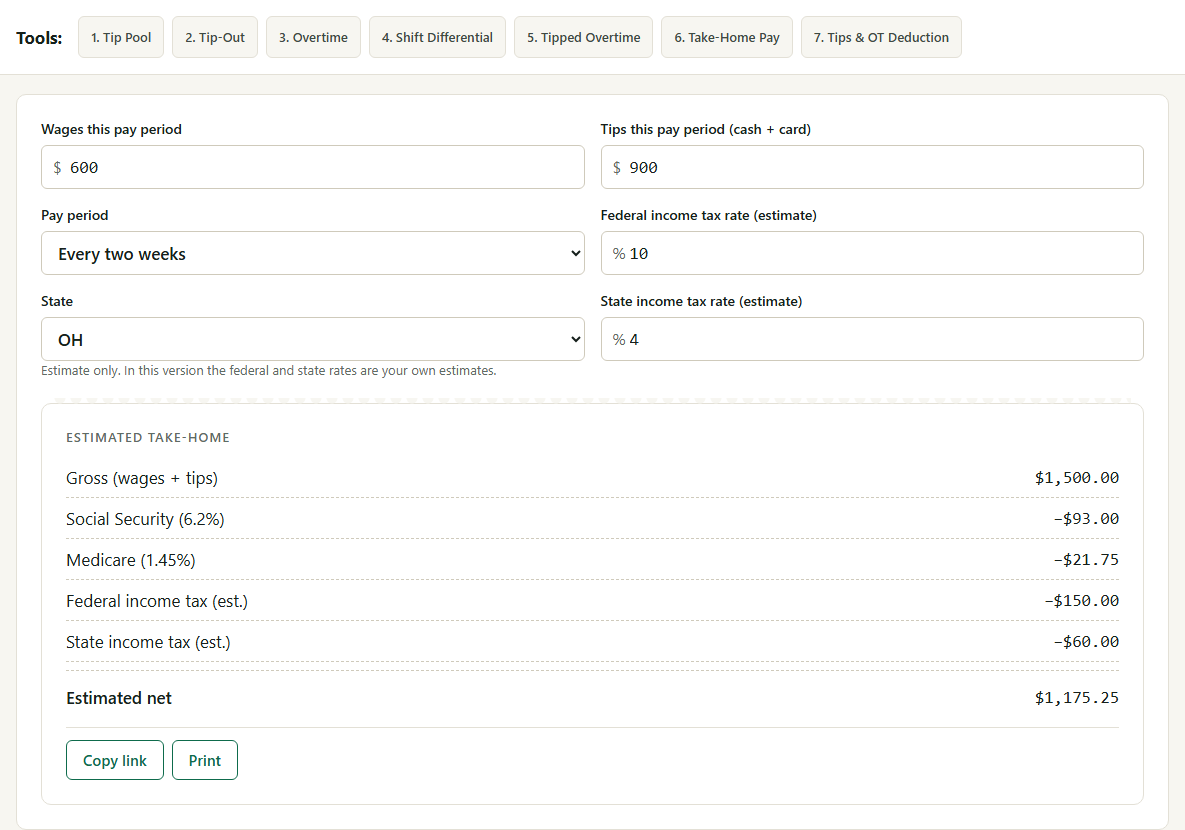 Tools: 1. Tip Pool 2. Tip-Out 3. Overtime 4. Shift Differential 5. Tipped Overtime 6. Take-Home Pay 7. Tips & OT Deduction
Wages this pay period Tips this pay period (cash + card)
$ 600 $ 900
Pay period Federal income tax rate (estimate)
Every two weeks % 10
State State income tax rate (estimate)
OH % 4
Estimate only. In this version the federal and state rates are your own estimates.
ESTIMATED TAKE-HOME
Gross (wages + tips) $1,500.00
Social Security (6.2%) −$93.00
Medicare (1.45%) −$21.75
Federal income tax (est.) −$150.00
State income tax (est.) −$60.00
Estimated net $1,175.25
Copy link Print